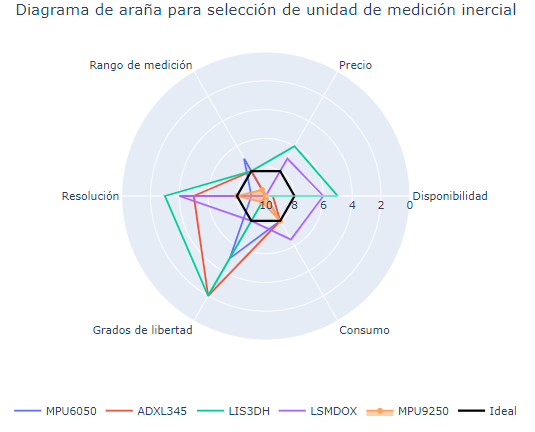 Diagrama de araña para selección de unidad de medición inercial
Rango de medición
Precio
Resolución
Disponibilidad
10 8 6 4 2 0
Grados de libertad
Consumo
MPU6050 ADXL345 LIS3DH LSMDOX MPU9250 Ideal